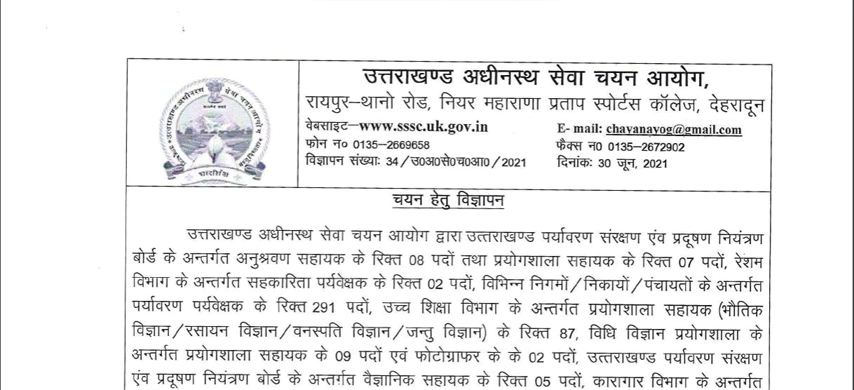 उत्तराखण्ड अधीनस्थ सेवा चयन आयोग,
रायपुर–थानो रोड, नियर महाराणा प्रताप स्पोर्टस कॉलेज, देहरादून
वेबसाइट–www.sssc.uk.gov.in E- mail: chayanayog@gmail.com
फोन न० 0135-2669658 फैक्स न० 0135-2672902
विज्ञापन संख्या: 34/उ०अ०से०च०आ०/2021 दिनांक: 30 जून, 2021
चयन हेतु विज्ञापन
उत्तराखण्ड अधीनस्थ सेवा चयन आयोग द्वारा उत्तराखण्ड पर्यावरण संरक्षण एंव प्रदूषण नियंत्रण
बोर्ड के अन्तर्गत अनुश्रवण सहायक के रिक्त 08 पदों तथा प्रयोगशाला सहायक के रिक्त 07 पदों, रेशम
विभाग के अन्तर्गत सहकारिता पर्यवेक्षक के रिक्त 02 पदों, विभिन्न निगमों/निकायों/पंचायतों के अन्तर्गत
पर्यावरण पर्यवेक्षक के रिक्त 291 पदों, उच्च शिक्षा विभाग के अन्तर्गत प्रयोगशाला सहायक (भौतिक
विज्ञान/रसायन विज्ञान/वनस्पति विज्ञान/जन्तु विज्ञान) के रिक्त 87, विधि विज्ञान प्रयोगशाला के
अन्तर्गत प्रयोगशाला सहायक के 09 पदों एवं फोटोग्राफर के के 02 पदों, उत्तराखण्ड पर्यावरण संरक्षण
एंव प्रदूषण नियंत्रण बोर्ड के अन्तर्गत वैज्ञानिक सहायक के रिक्त 05 पदों, कारागार विभाग के अन्तर्गत